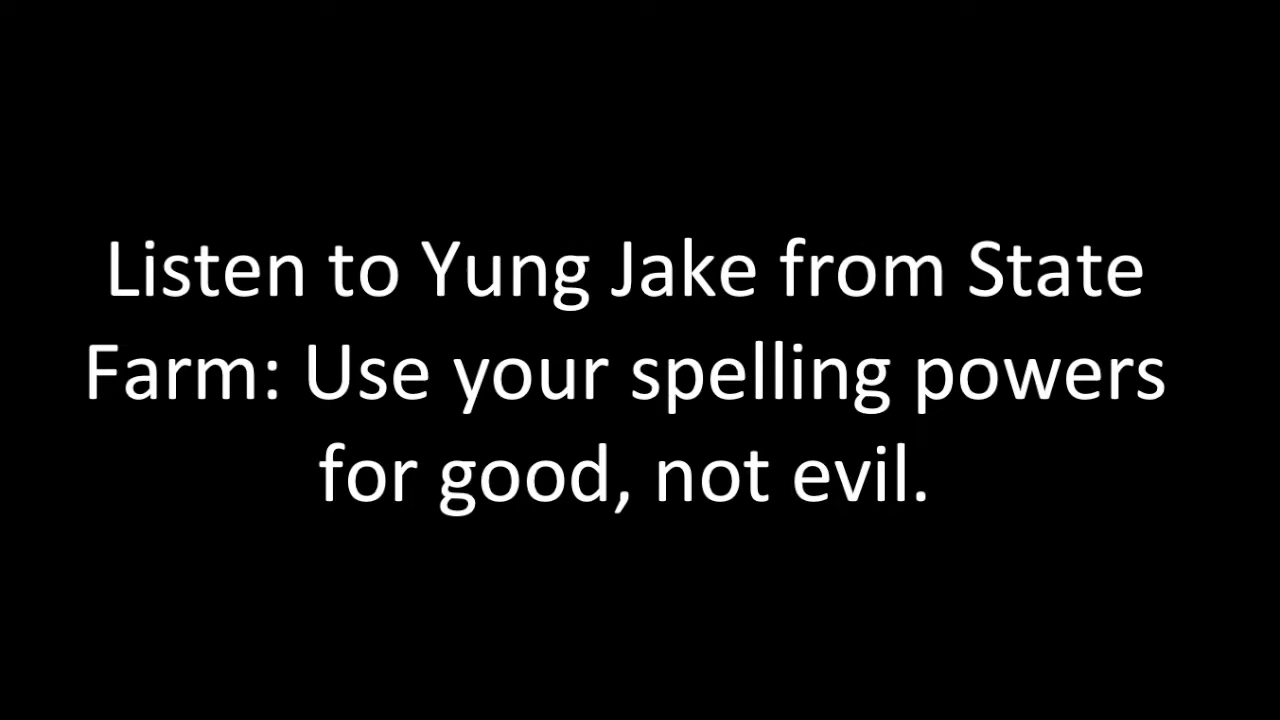 Listen to Yung Jake from State
Farm: Use your spelling powers
for good, not evil.